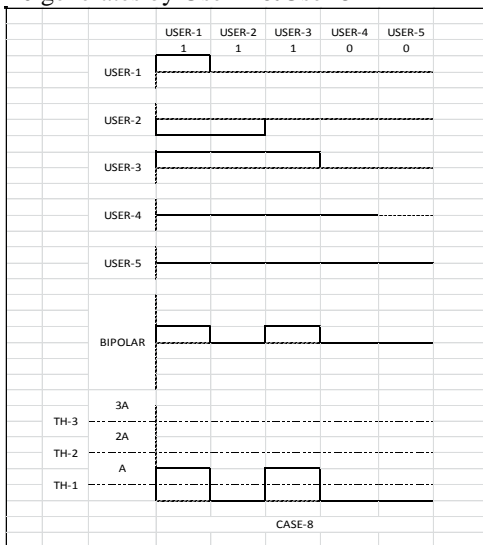 USER-1 USER-2 USER-3 USER-4 USER-5
1 1 1 0 0
USER-1
USER-2
USER-3
USER-4
USER-5
BIPOLAR
3A
TH-3
2A
TH-2
A
TH-1
CASE-8